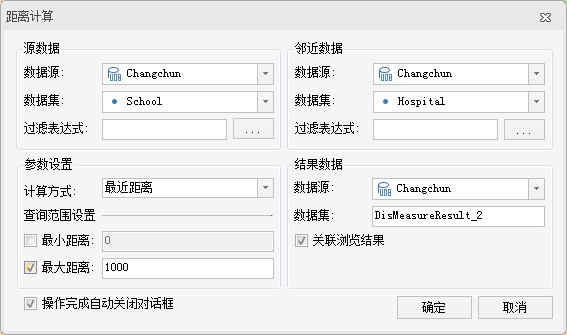 距离计算
源数据
数据源:
Changchun
数据集:
School
过滤表达式:
...
邻近数据
数据源:
Changchun
数据集:
Hospital
过滤表达式:
...
参数设置
计算方式:
最近距离
查询范围设置
最小距离:
0
最大距离:
1000
结果数据
数据源:
Changchun
数据集:
DisMeasureResult_2
关联浏览结果
操作完成自动关闭对话框
确定
取消